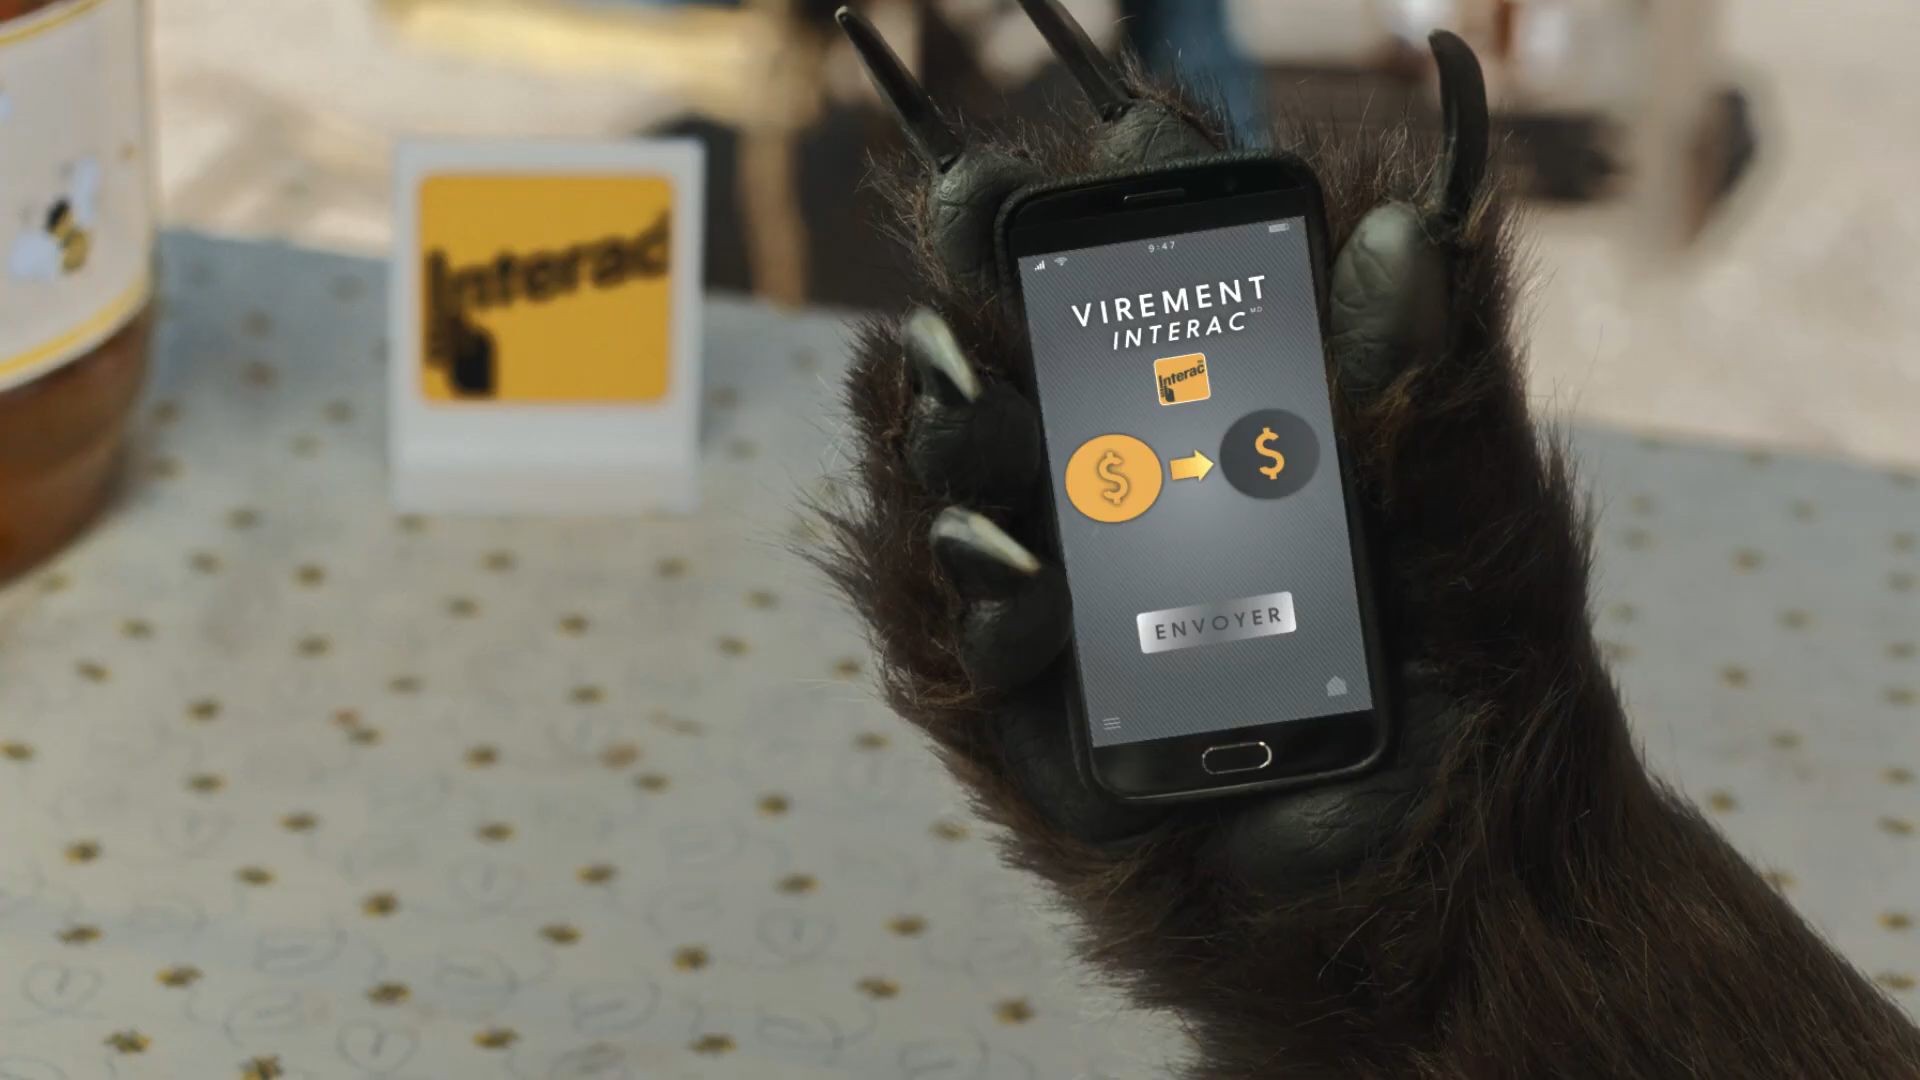 Interac
9:47
VIREMENT
INTERAC MD
Interac
$ $
ENVOYER